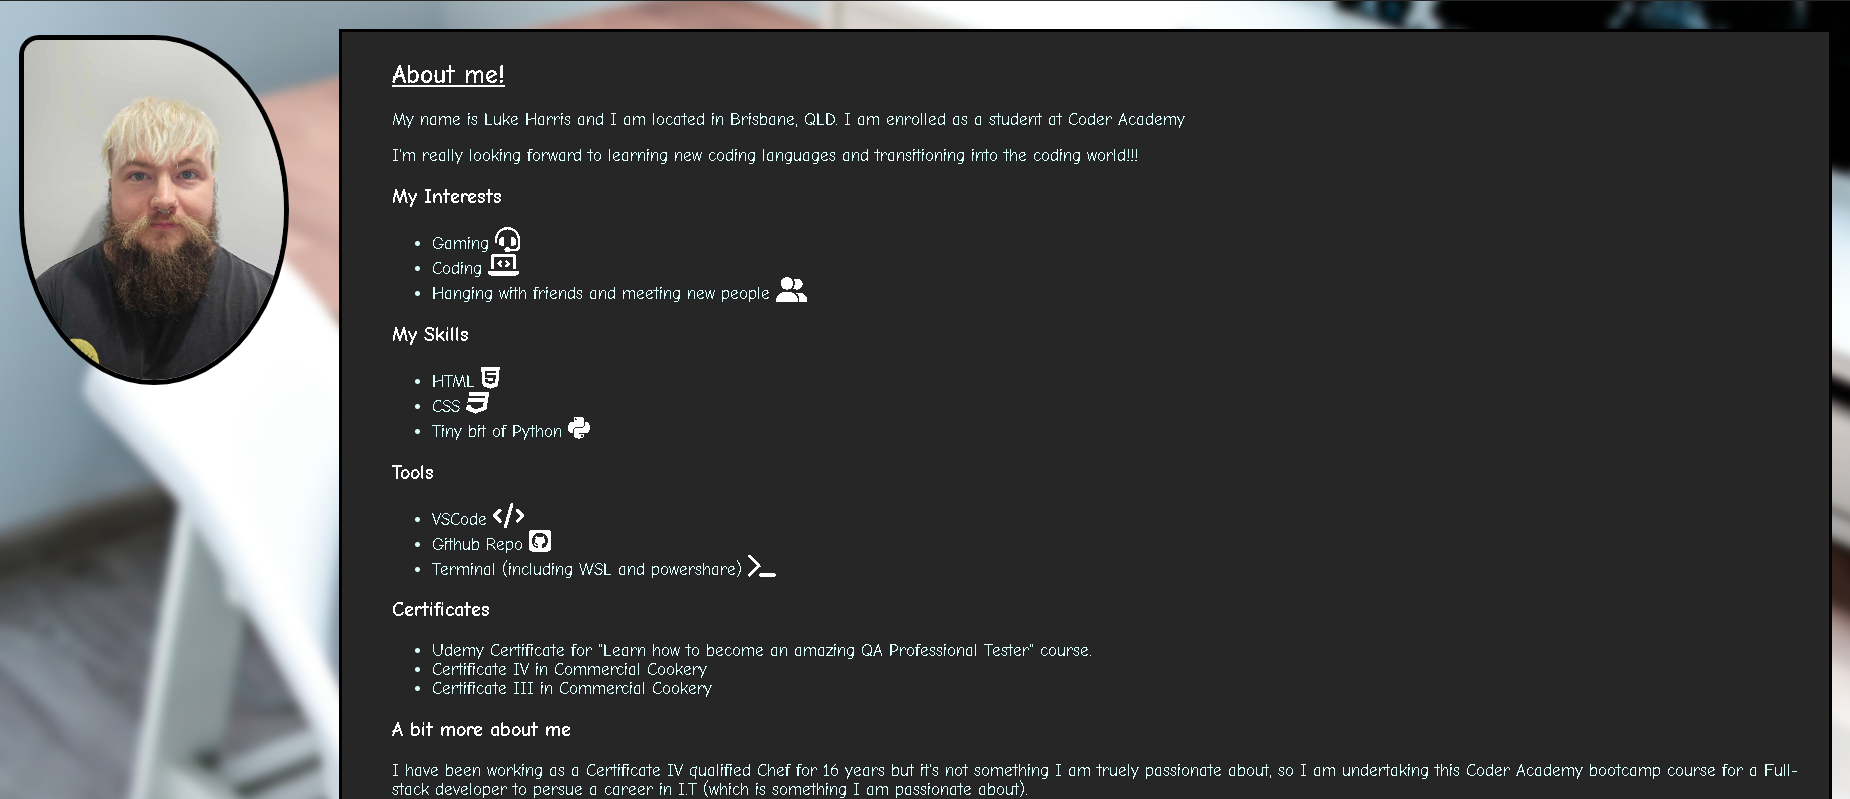 About me!
My name is Luke Harris and I am located in Brisbane, QLD. I am enrolled as a student at Coder Academy
I'm really looking forward to learning new coding languages and transitioning into the coding world!!!
My Interests
Gaming
Coding
Hanging with friends and meeting new people
My Skills
HTML
CSS
Tiny bit of Python
Tools
VSCode
Github Repo
Terminal (including WSL and powershare)
Certificates
Udemy Certificate for "Learn how to become an amazing QA Professional Tester" course.
Certificate IV in Commercial Cookery
Certificate III in Commercial Cookery
A bit more about me
I have been working as a Certificate IV qualified Chef for 16 years but it's not something I am truely passionate about, so I am undertaking this Coder Academy bootcamp course for a Full-
stack developer to persue a career in I.T (which is something I am passionate about).